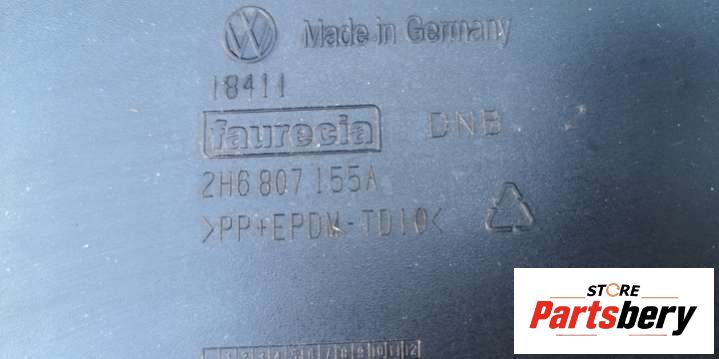 Made in Germany
18411
faurecia DNB
2H6 807 155A
>PP+EPDM-TD10<
STORE
Partsbery